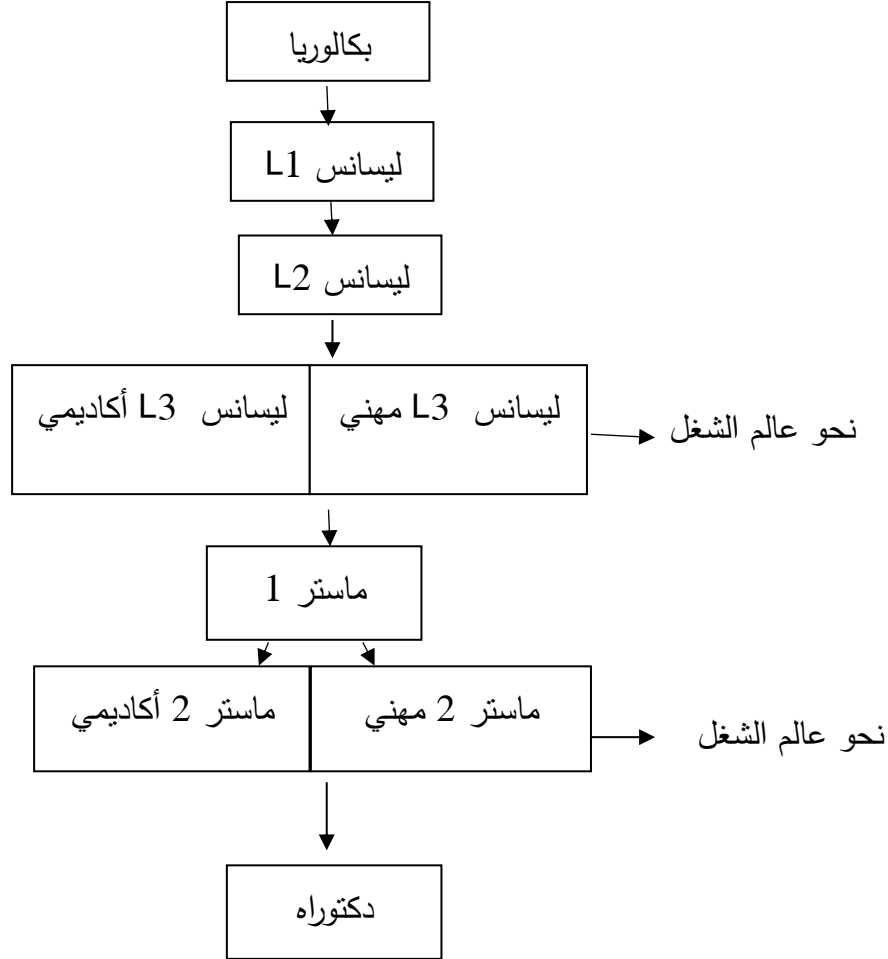 بكالوريا
ليسانس L1
ليسانس L2
ليسانس L3 مهني
ليسانس L3 أكاديمي
نحو عالم الشغل
ماستر 1
ماستر 2 مهني
ماستر 2 أكاديمي
نحو عالم الشغل
دكتوراه